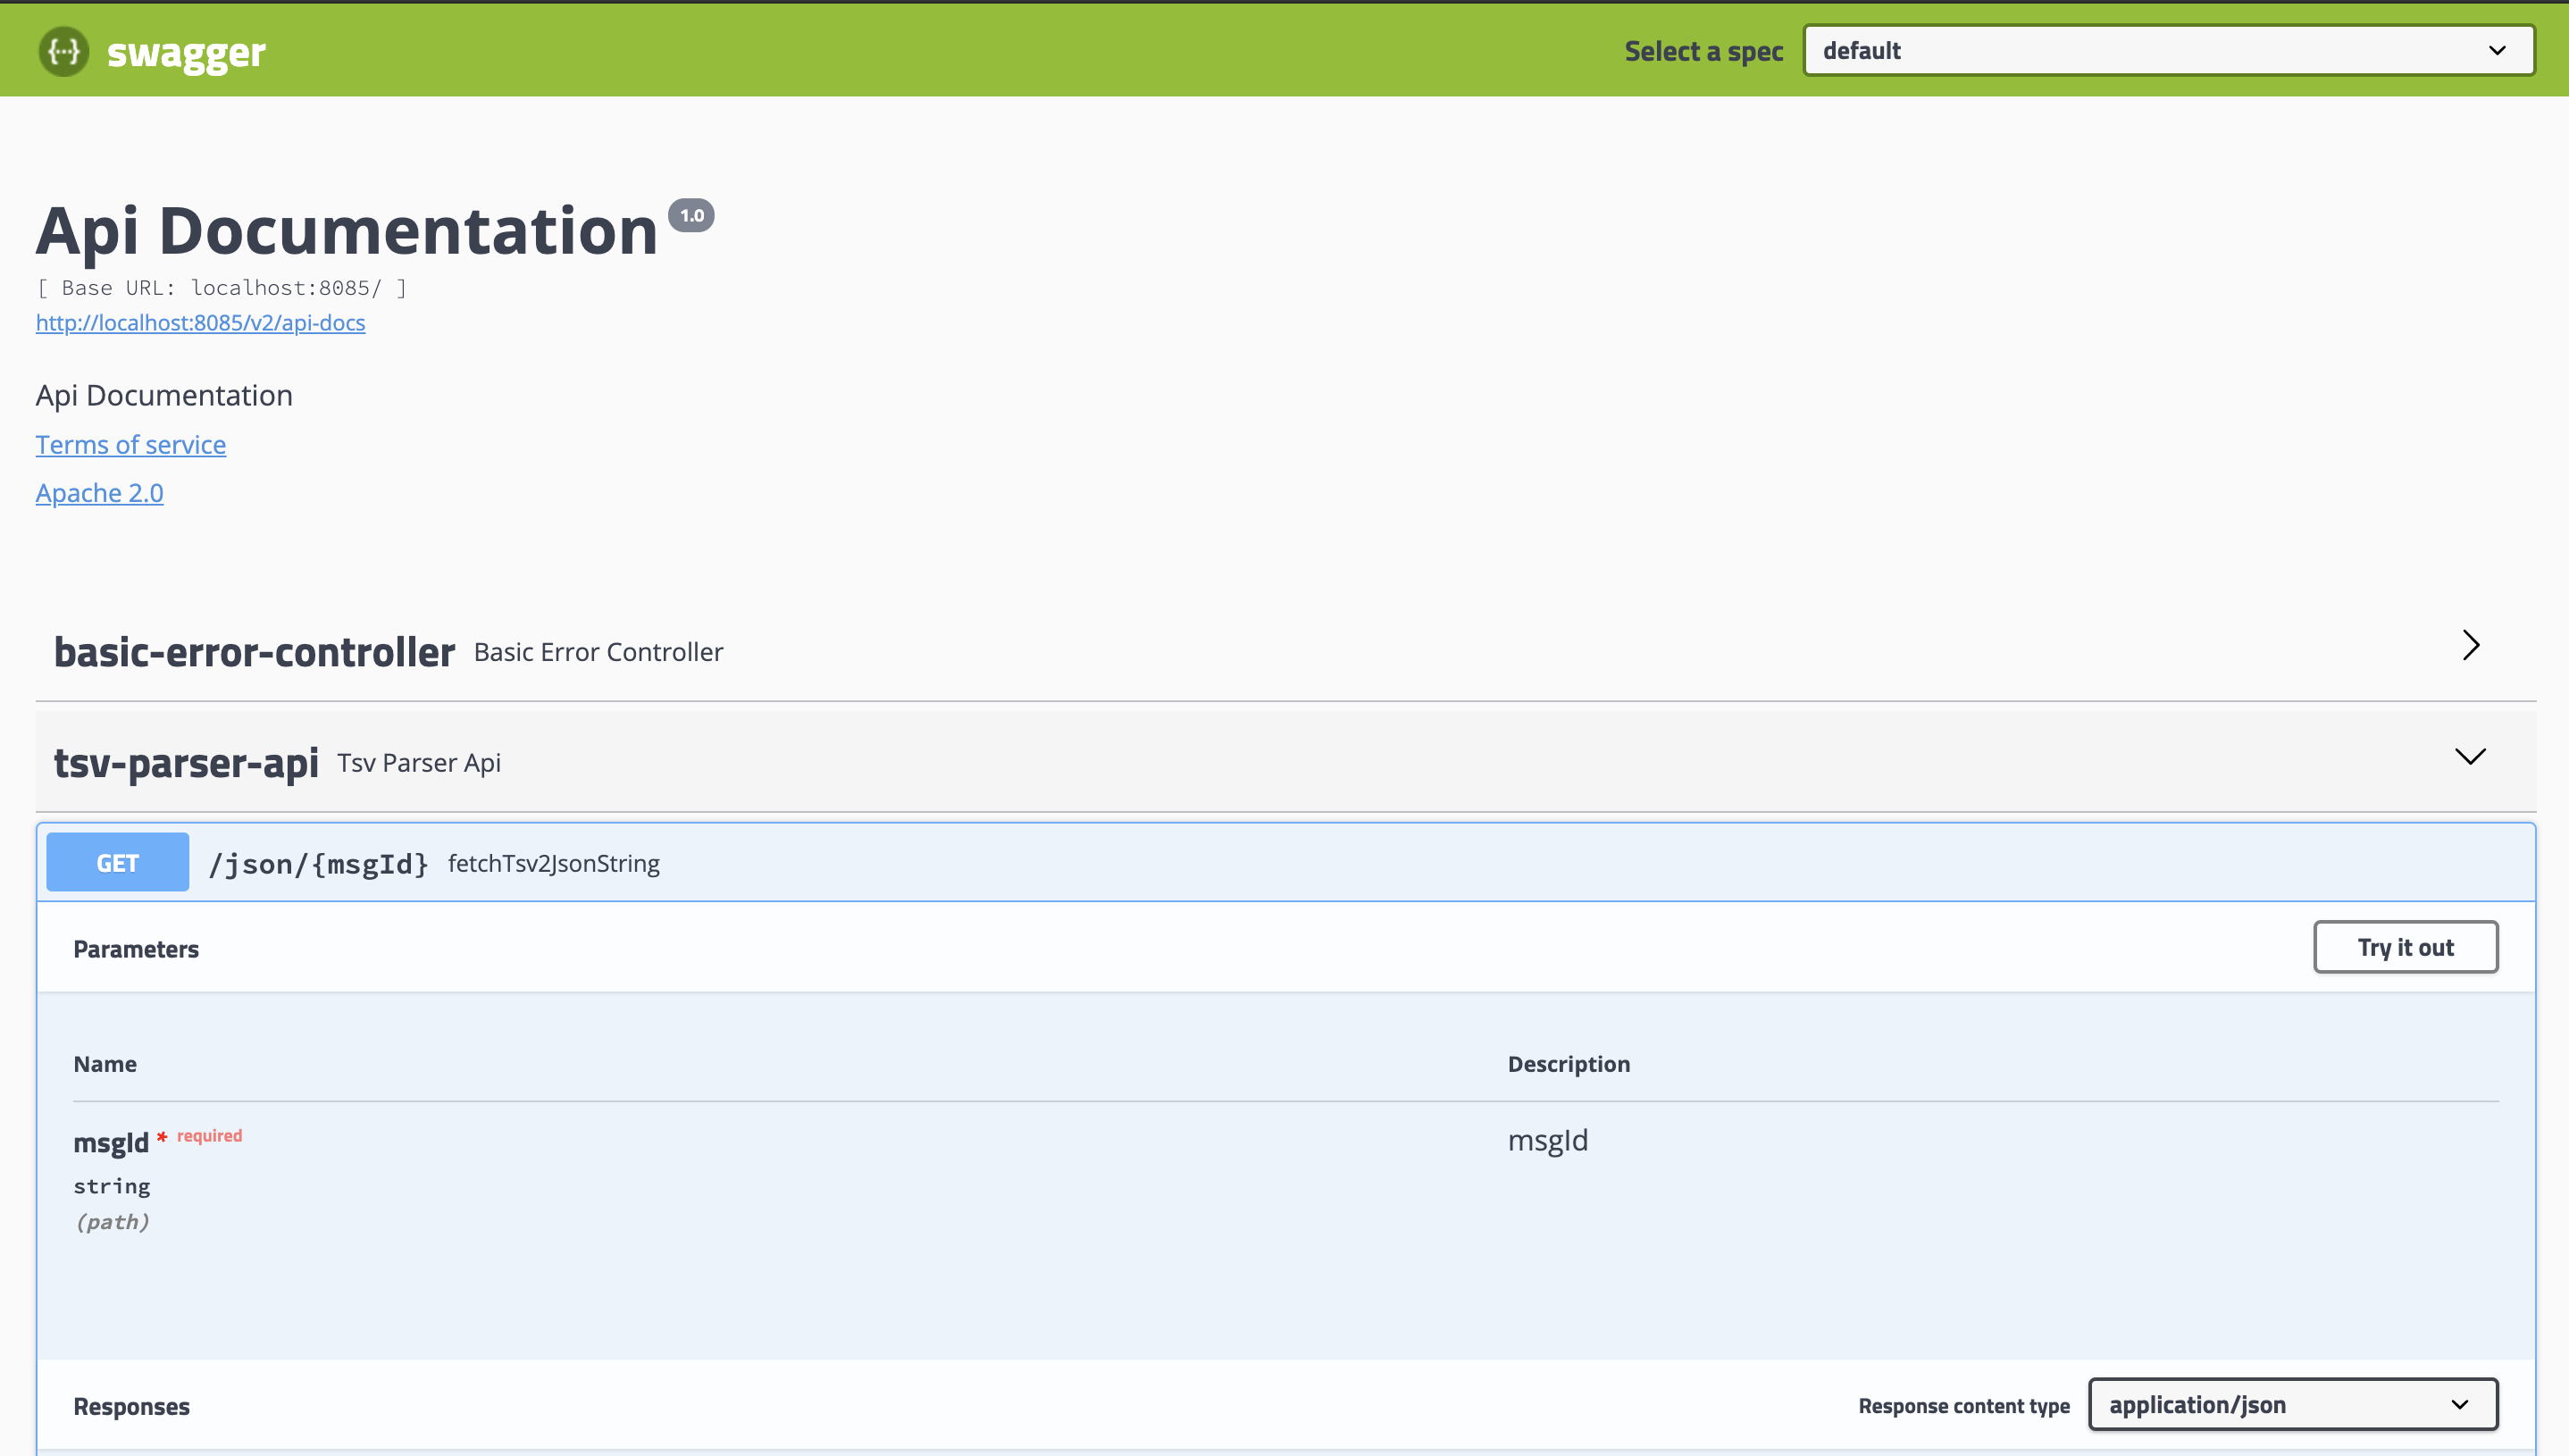 {···} swagger
Select a spec default
Api Documentation 1.0
[ Base URL: localhost:8085/ ]
http://localhost:8085/v2/api-docs
Api Documentation
Terms of service
Apache 2.0
basic-error-controller Basic Error Controller
tsv-parser-api Tsv Parser Api
GET /json/{msgId} fetchTsv2JsonString
Parameters Try it out
Name Description
msgId * required msgId
string
(path)
Responses Response content type application/json